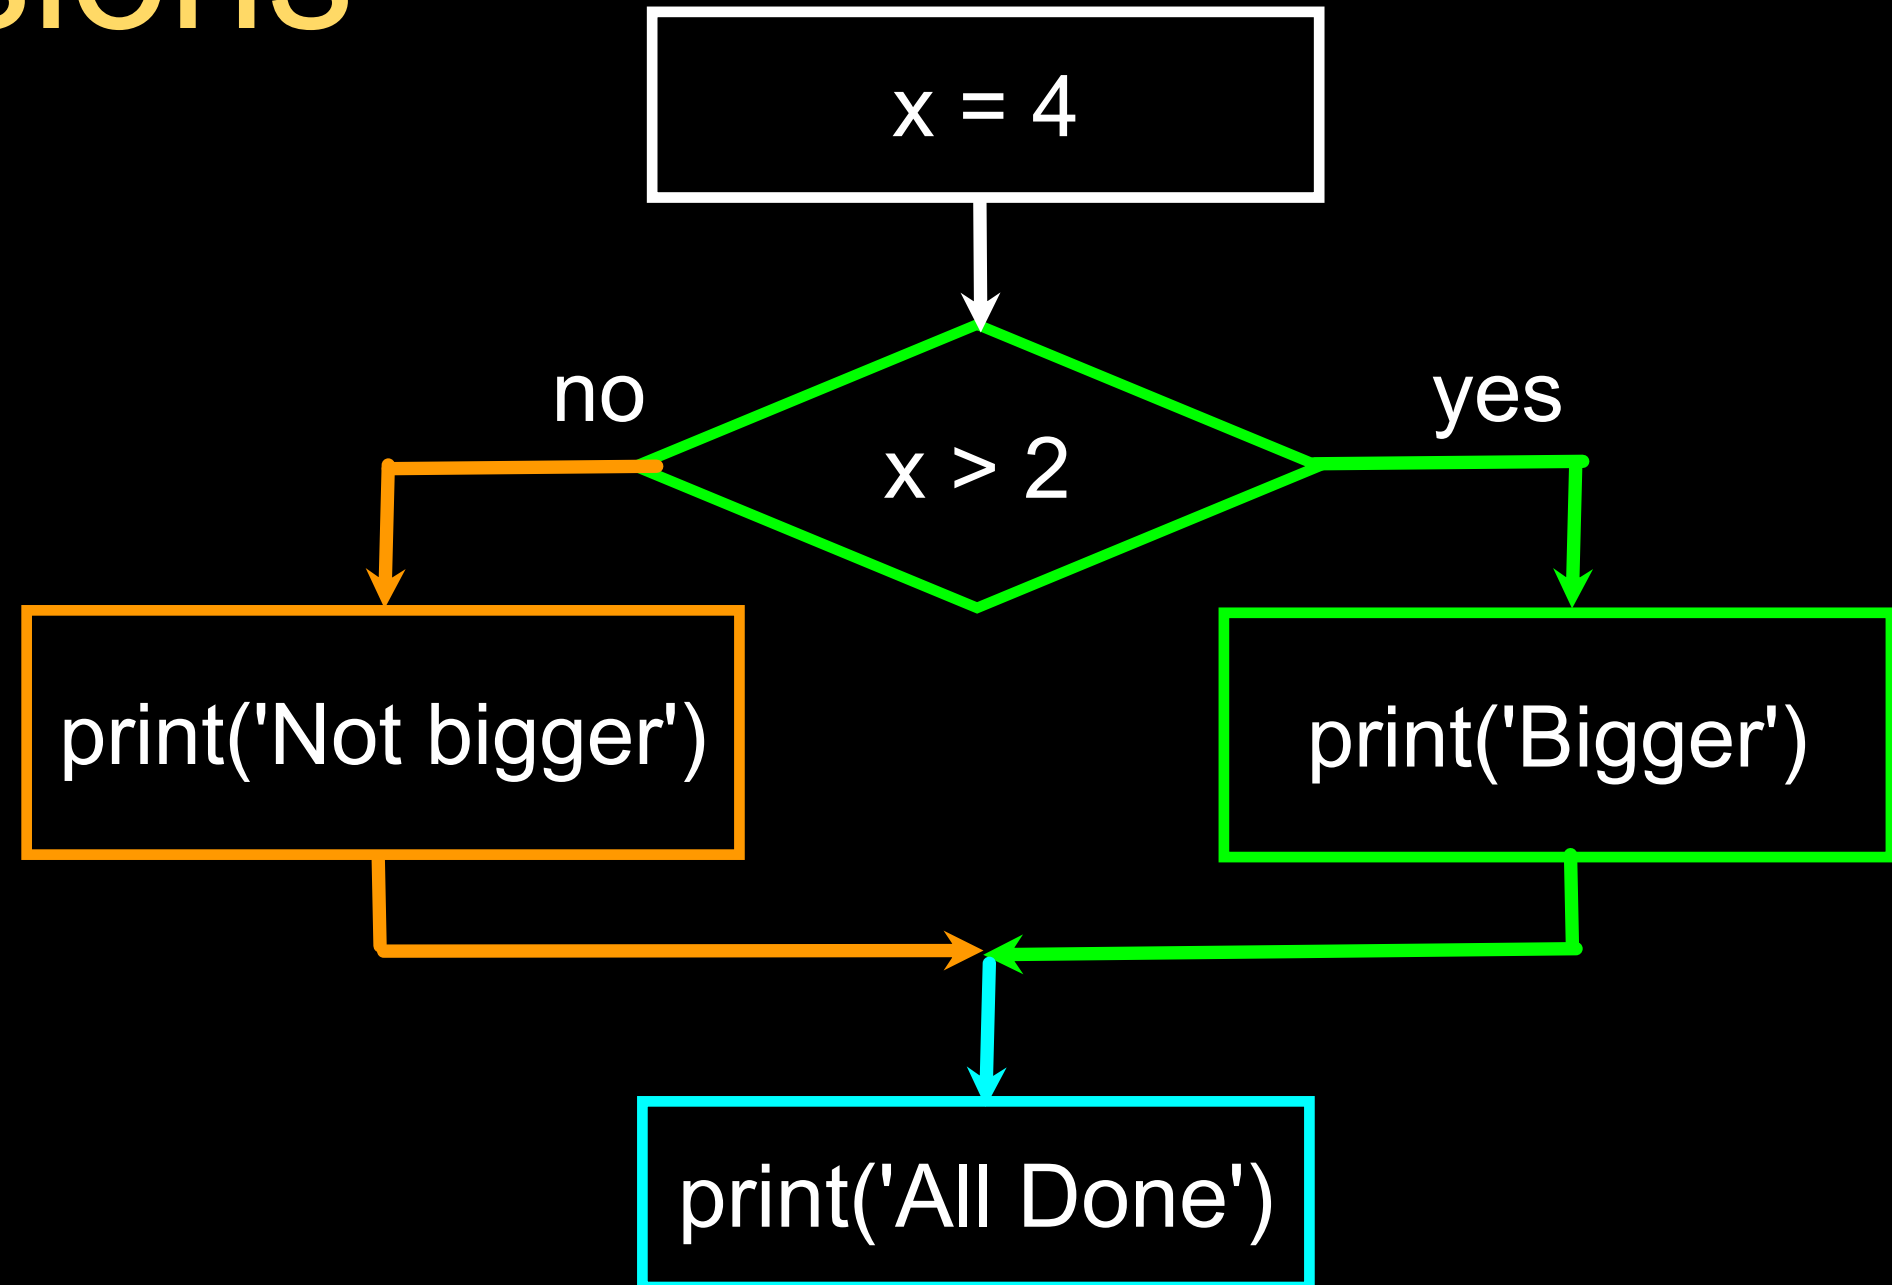 x = 4
no
yes
x > 2
print('Not bigger')
print('Bigger')
print('All Done')